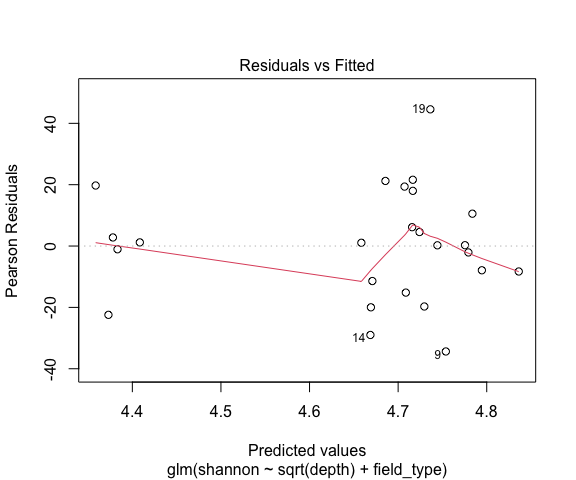 Residuals vs Fitted
Pearson Residuals
40
20
0
-20
-40
19
14
9
4.4 4.5 4.6 4.7 4.8
Predicted values
glm(shannon ~ sqrt(depth) + field_type)